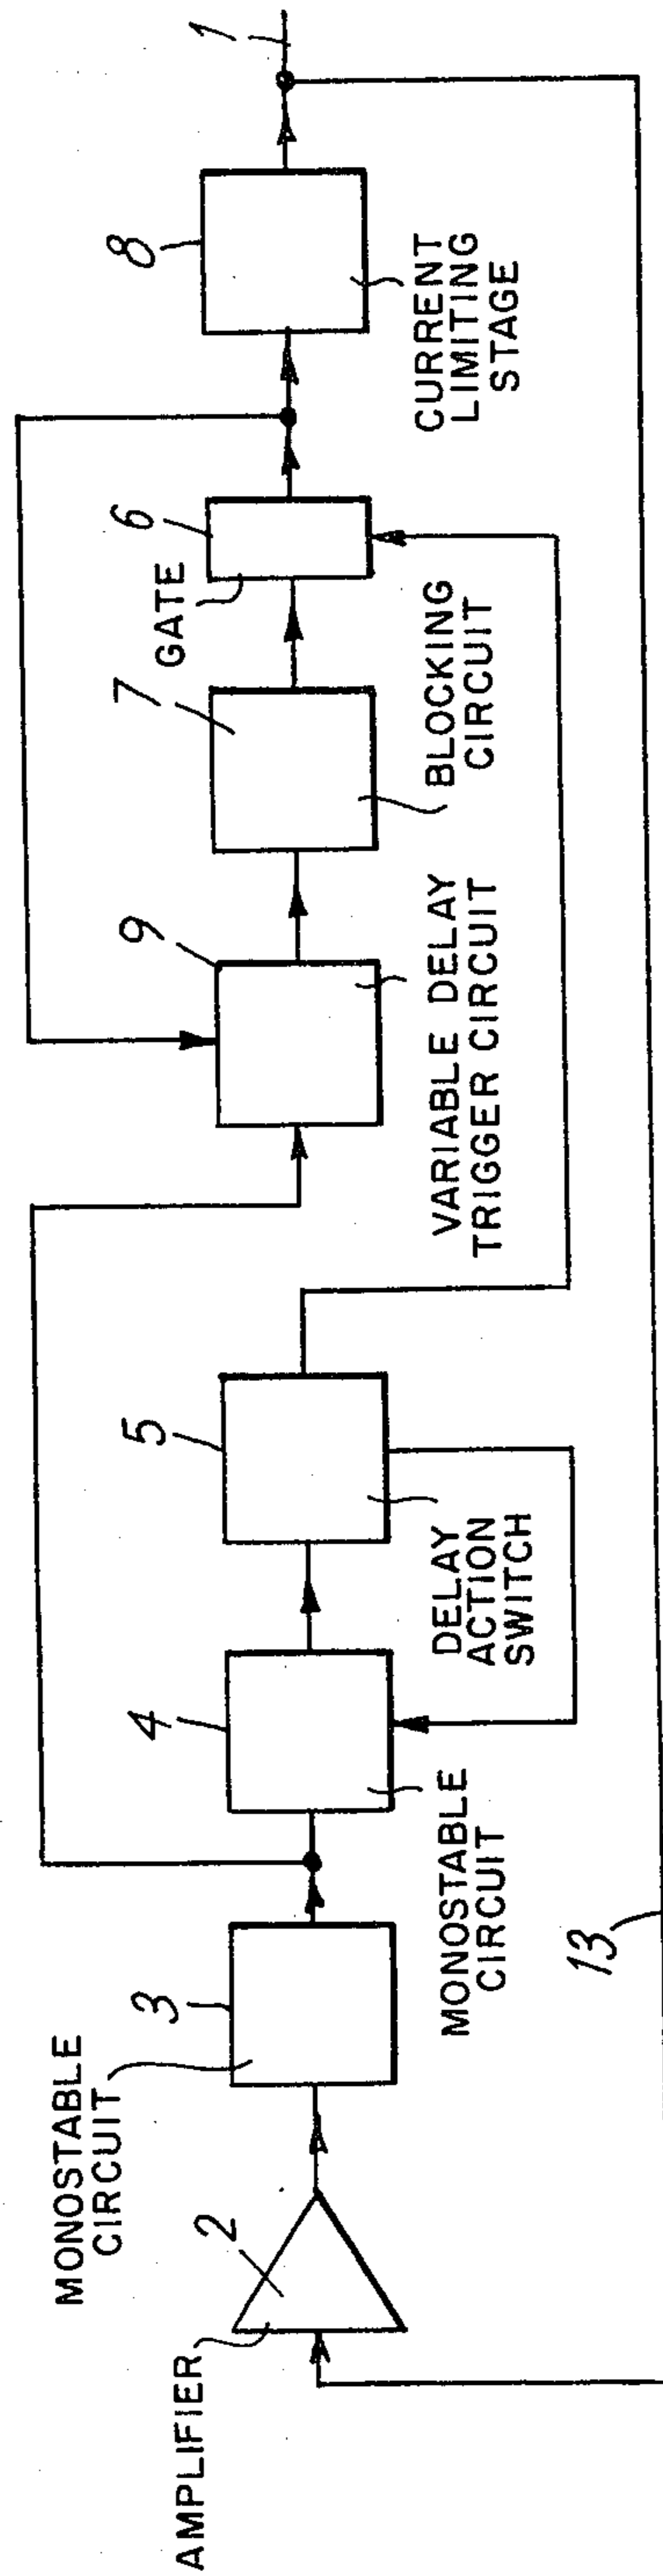 AMPLIFIER
2
MONOSTABLE
CIRCUIT
3
MONOSTABLE
CIRCUIT
4
DELAY
ACTION
SWITCH
5
VARIABLE DELAY
TRIGGER CIRCUIT
9
BLOCKING
CIRCUIT
7
GATE
6
CURRENT
LIMITING
STAGE
8
1
13